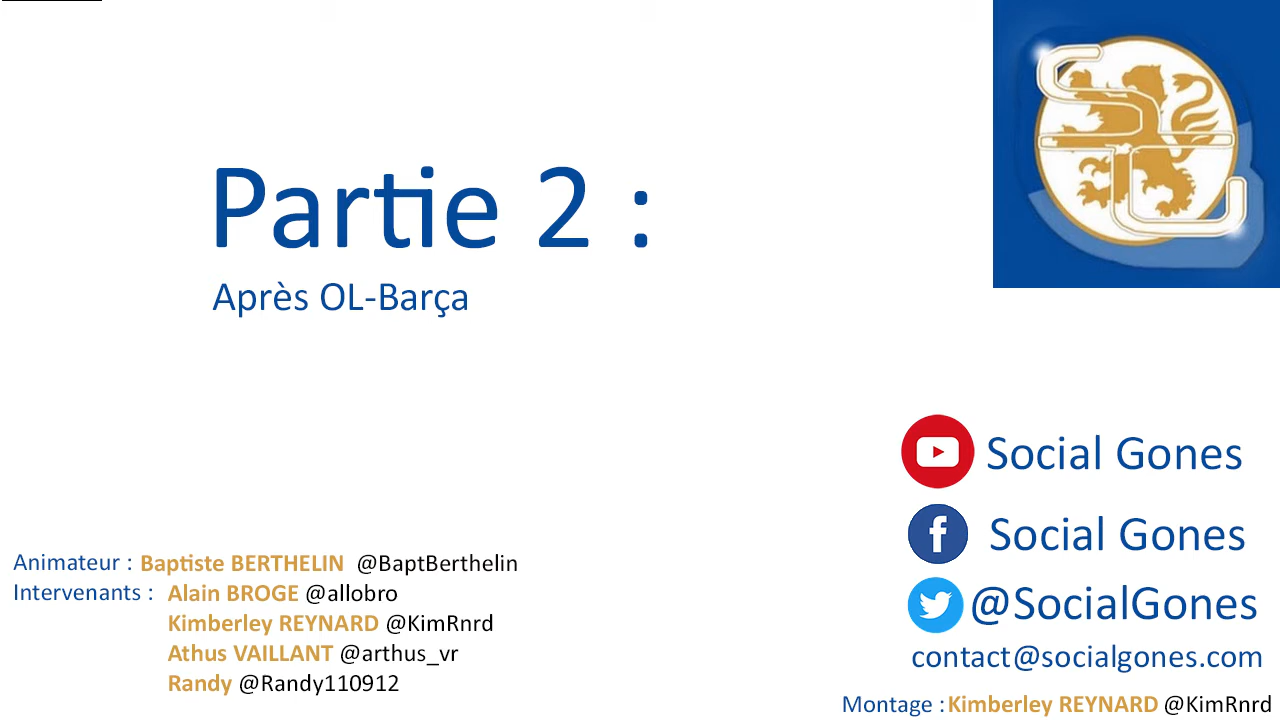 Partie 2 :
Après OL-Barça
Social Gones
Social Gones
@SocialGones
contact@socialgones.com
Animateur : Baptiste BERTHELIN @BaptBerthelin
Intervenants : Alain BROGE @allobro
Kimberley REYNARD @KimRnrd
Athus VAILLANT @arthus_vr
Randy @Randy110912
Montage : Kimberley REYNARD @KimRnrd